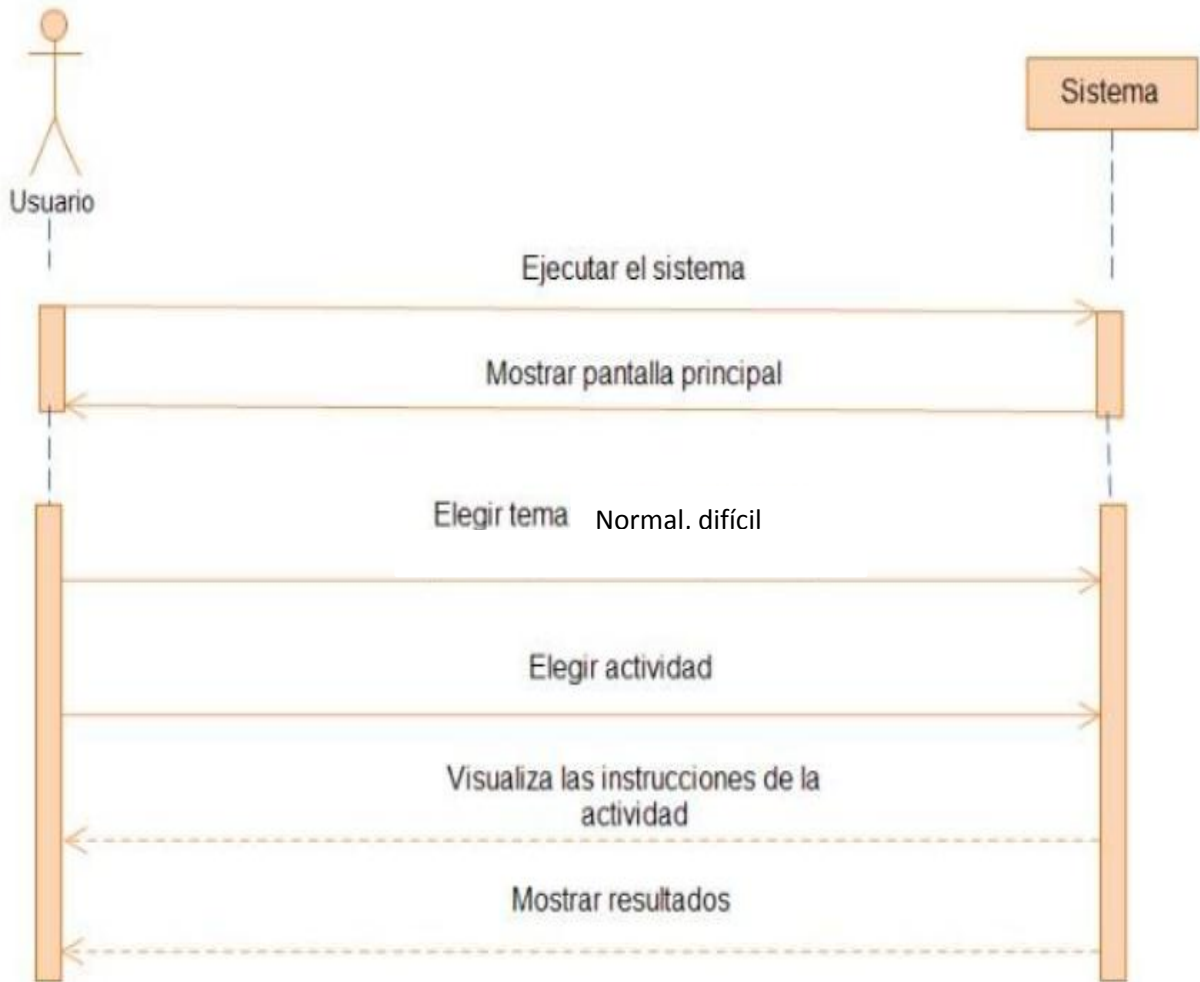 Sistema
Usuario
Ejecutar el sistema
Mostrar pantalla principal
Elegir tema Normal. difícil
Elegir actividad
Visualiza las instrucciones de la
actividad
Mostrar resultados